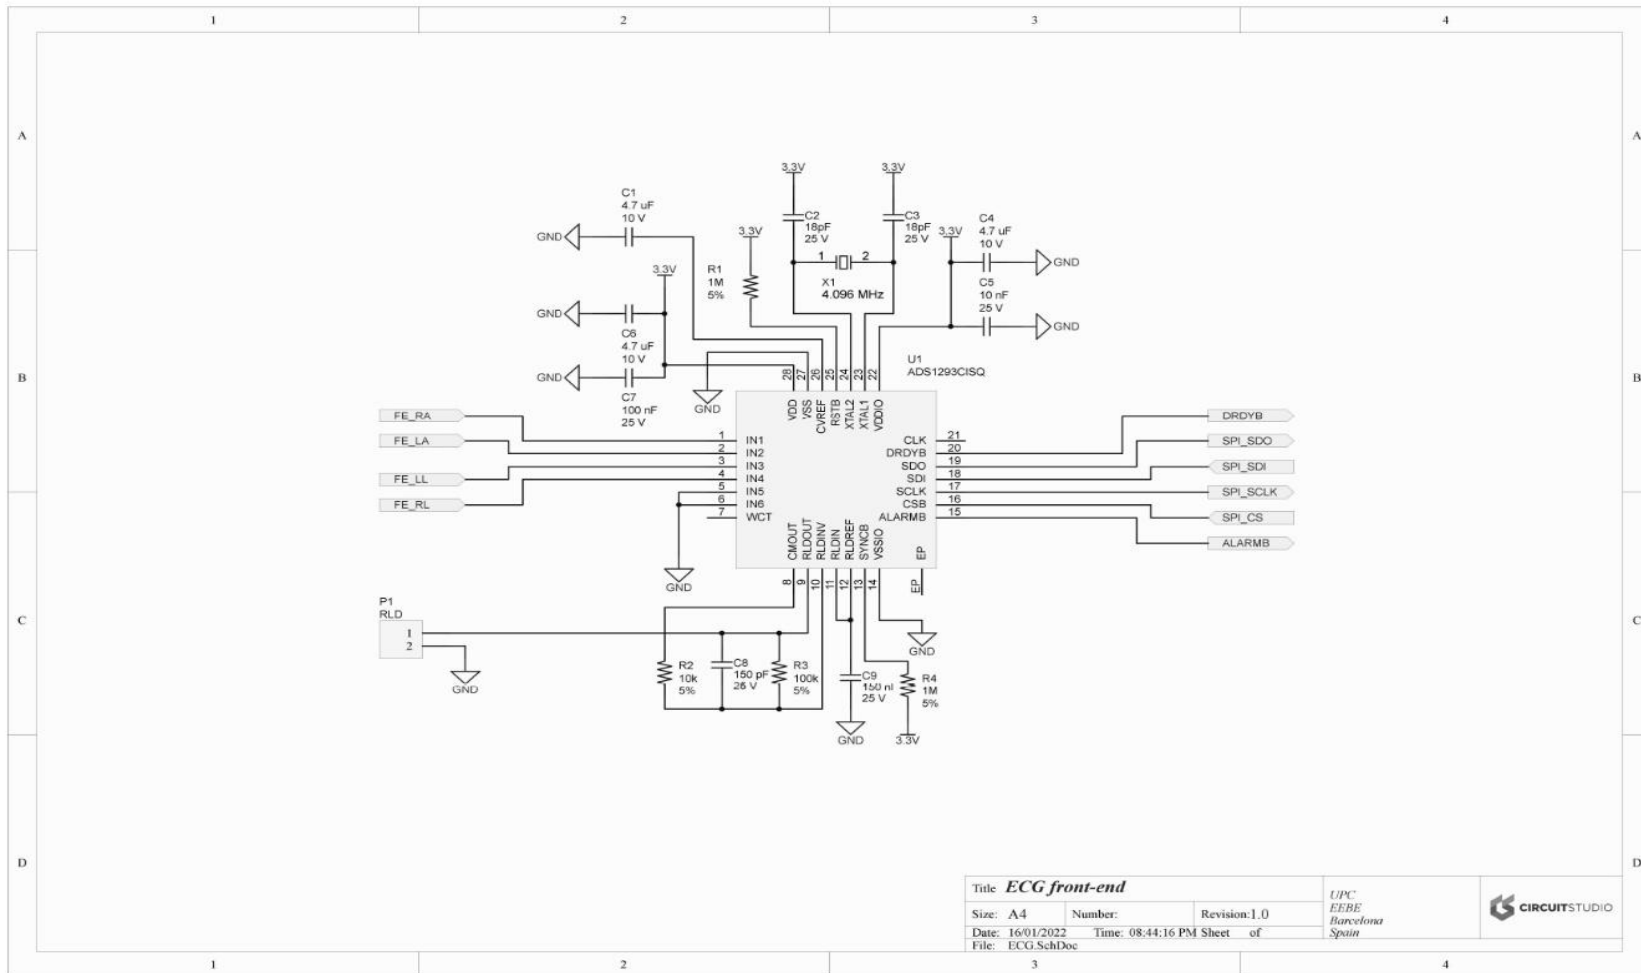 1 2 3 4
A A
3.3V 3.3V
C1
4.7 uF
10 V
C2
18pF
25 V
C3
18pF
25 V
C4
4.7 uF
10 V
GND
3.3V
3.3V
1 2
GND
R1
1M
5%
3.3V
X1
4.096 MHz
C5
10 nF
25 V
GND
GND
C6
4.7 uF
10 V
U1
ADS1293CISQ
B B
GND
C7
100 nF
25 V
GND
28 27 26 25 24 23 22
VDD VSS CVREF RSTB XTAL2 XTAL1 VDDIO
FE_RA
FE_LA
FE_LL
FE_RL
1 IN1
2 IN2
3 IN3
4 IN4
5 IN5
6 IN6
7 WCT
CLK 21
DRDYB 20
SDO 19
SDI 18
SCLK 17
CSB 16
ALARMB 15
DRDYB
SPI_SDO
SPI_SDI
SPI_SCLK
SPI_CS
ALARMB
CMOUT RLDOUT RLDINV RLDIN RLDREF SYNCB VSSIO EP
8 9 10 11 12 13 14 EP
GND
P1
RLD
1
2
C C
GND
GND
R2
10k
5%
C8
150 pF
25 V
R3
100k
5%
C9
150
25 V
R4
1M
5%
GND
3.3V
D D
Title ECG front-end
Size: A4 Number: Revision:1.0
Date: 16/01/2022 Time: 08:44:16 PM Sheet of
File: ECG.SchDoc
UPC
EEBE
Barcelona
Spain
CIRCUITSTUDIO
1 2 3 4